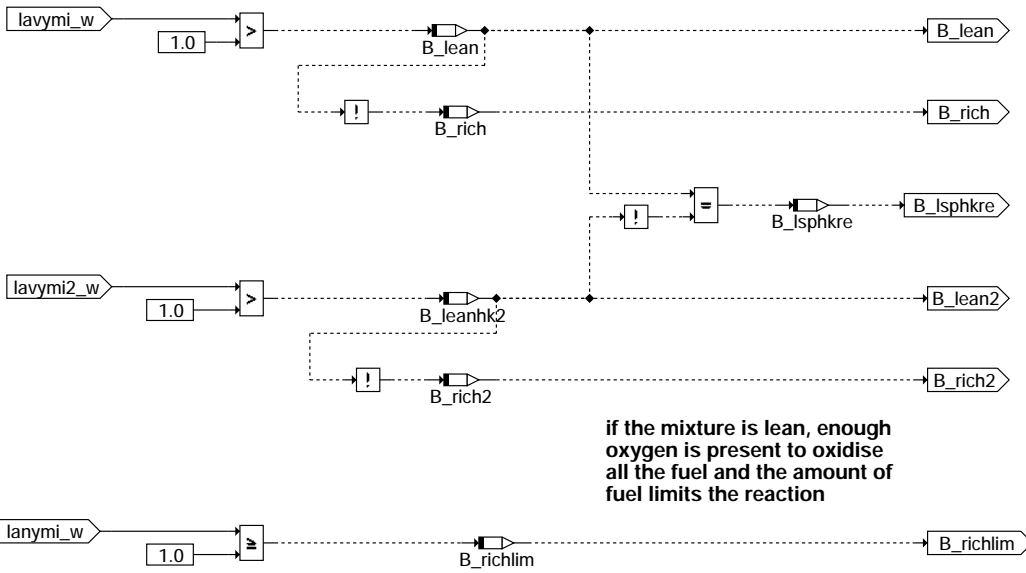 lavymi_w
1.0
>
B_lean
B_lean
!
B_rich
B_rich
=
!
B_lsphkre
B_lsphkre
lavymi2_w
1.0
>
B_leanhk2
B_lean2
!
B_rich2
B_rich2
if the mixture is lean, enough
oxygen is present to oxidise
all the fuel and the amount of
fuel limits the reaction
lanymi_w
1.0
≥
B_richlim
B_richlim